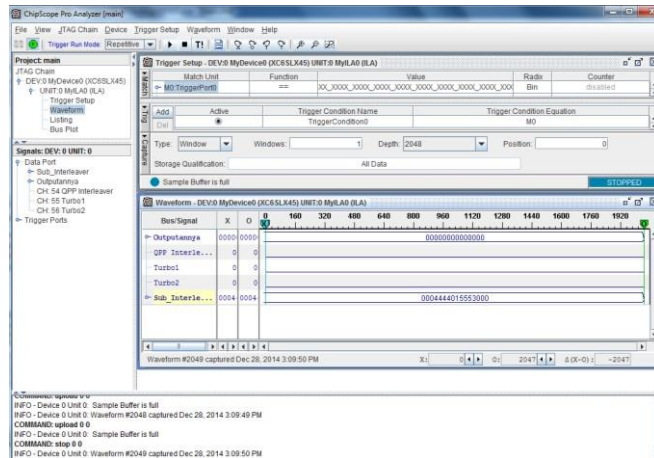 ChipScope Pro Analyzer [main]
File View JTAG Chain Device Trigger Setup Waveform Window Help
Trigger Run Mode: Repetitive
Project: main
JTAG Chain
DEV:0 MyDevice0 (XC6SLX45)
UNIT:0 MyILA0 (ILA)
Trigger Setup
Waveform
Listing
Bus Plot
Signals: DEV: 0 UNIT: 0
Data Port
Sub_Interleaver
Outputannya
CH: 54 QPP Interleaver
CH: 55 Turbo1
CH: 56 Turbo2
Trigger Ports
Trigger Setup - DEV:0 MyDevice0 (XC6SLX45) UNIT:0 MyILA0 (ILA)
Match
Match Unit Function Value Radix Counter
M0:TriggerPort0 == XX_XXXX_XXXX_XXXX_XXXX_XXXX_XXXX_XXXX_XXXX_XXX Bin disabled
Trig
Add Active Trigger Condition Name Trigger Condition Equation
Del TriggerCondition0 M0
Capture
Type: Window Windows: 1 Depth: 2048 Position: 0
Storage Qualification: All Data
Sample Buffer is full STOPPED
Waveform - DEV:0 MyDevice0 (XC6SLX45) UNIT:0 MyILA0 (ILA)
Bus/Signal X O 0 160 320 480 640 800 960 1120 1280 1440 1600 1760 1920
Outputannya 0000 0000 00000000000000
QPP Interle... 0 0
Turbo1 0 0
Turbo2 0 0
Sub_Interle... 0004 0004 0004444015553000
Waveform #2049 captured Dec 28, 2014 3:09:50 PM X: 0 O: 2047 Δ(X-O): -2047
COMMAND: upload 0 0
INFO - Device 0 Unit 0: Sample Buffer is full
INFO - Device 0 Unit 0: Waveform #2048 captured Dec 28, 2014 3:09:49 PM
COMMAND: upload 0 0
INFO - Device 0 Unit 0: Sample Buffer is full
COMMAND: stop 0 0
INFO - Device 0 Unit 0: Waveform #2049 captured Dec 28, 2014 3:09:50 PM